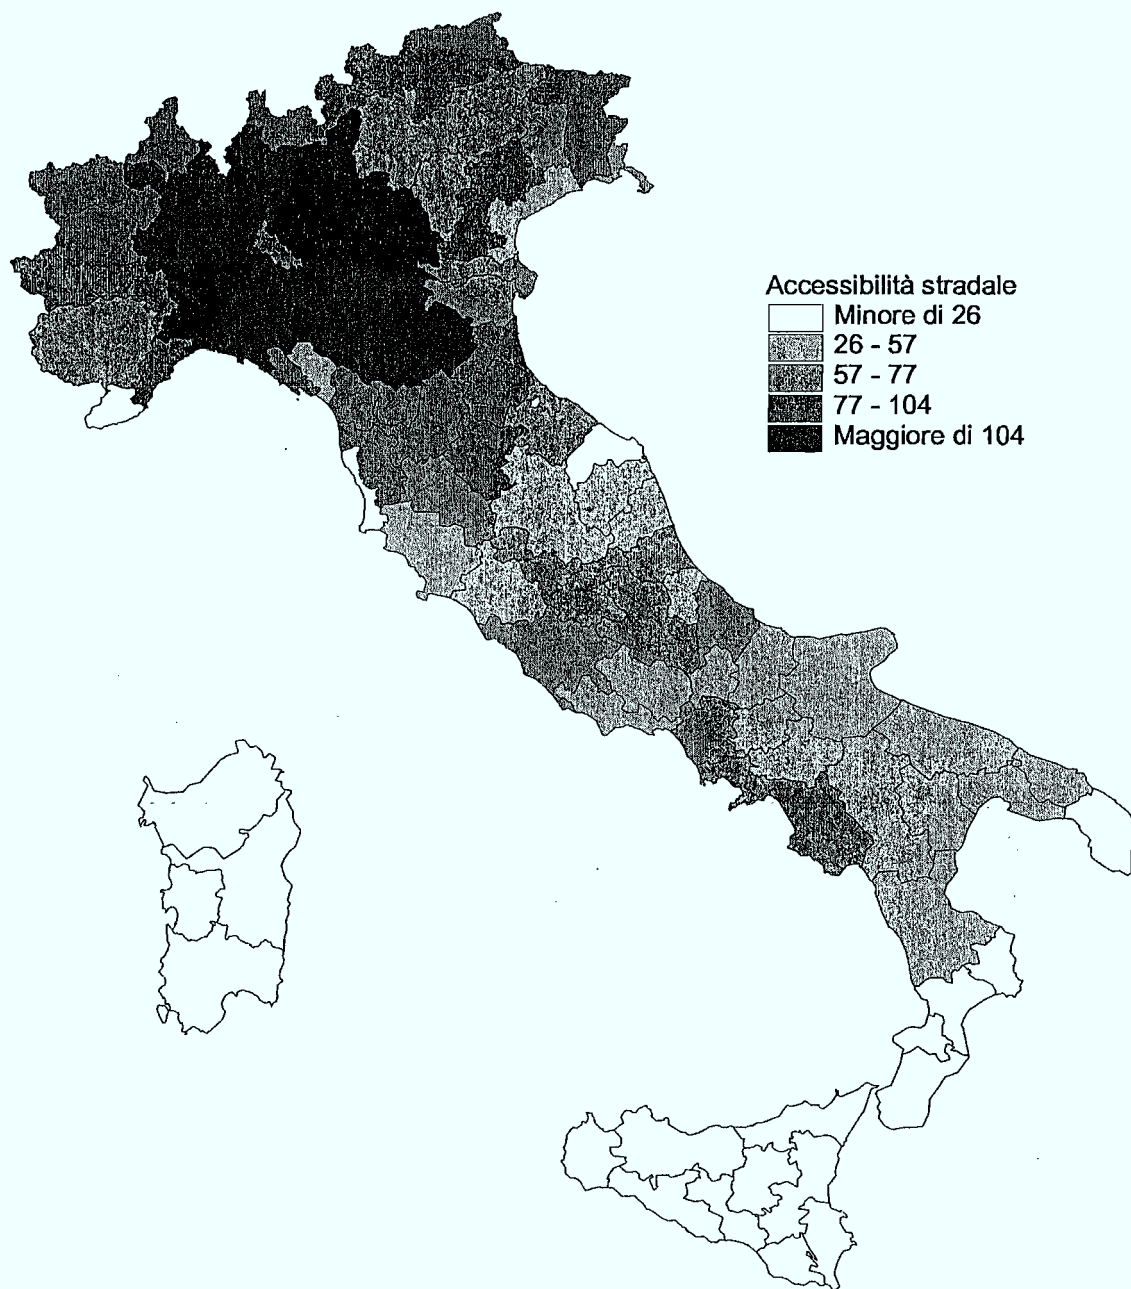 Accessibilità stradale
Minore di 26
26 - 57
57 - 77
77 - 104
Maggiore di 104